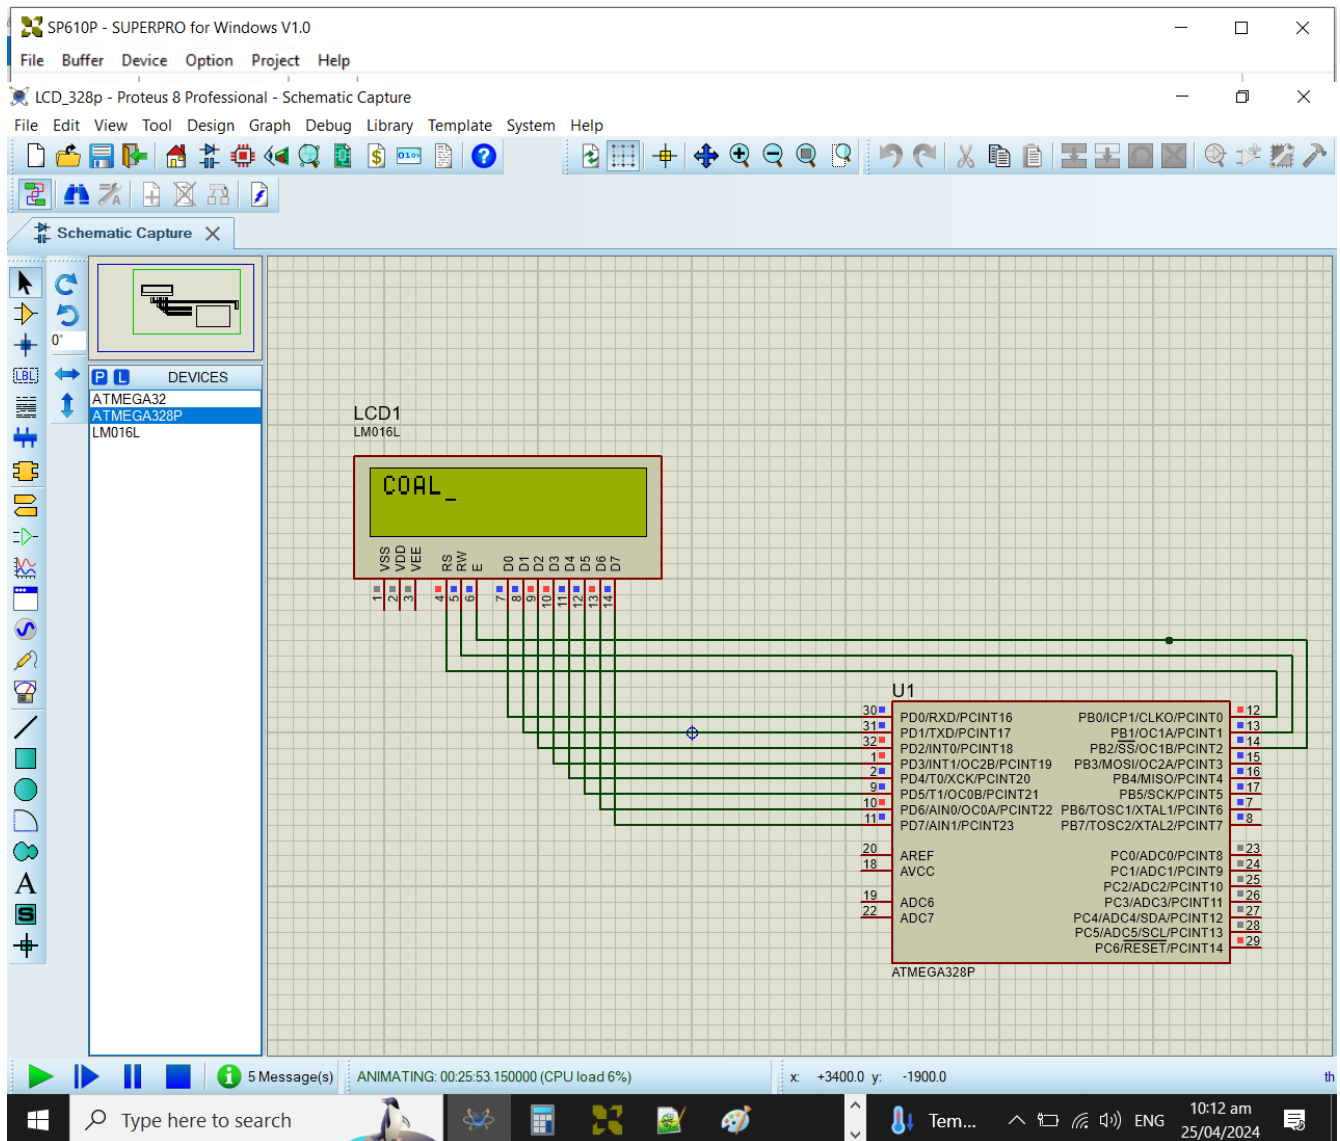 SP610P - SUPERPRO for Windows V1.0
File Buffer Device Option Project Help
LCD_328p - Proteus 8 Professional - Schematic Capture
File Edit View Tool Design Graph Debug Library Template System Help
Schematic Capture
0°
LBL
P L DEVICES
ATMEGA32
ATMEGA328P
LM016L
LCD1
LM016L
COAL_
VSS VDD VEE RS RW E D0 D1 D2 D3 D4 D5 D6 D7
1 2 3 4 5 6 7 8 9 10 11 12 13 14
U1
30 PD0/RXD/PCINT16 PB0/ICP1/CLKO/PCINT0 12
31 PD1/TXD/PCINT17 PB1/OC1A/PCINT1 13
32 PD2/INT0/PCINT18 PB2/SS/OC1B/PCINT2 14
1 PD3/INT1/OC2B/PCINT19 PB3/MOSI/OC2A/PCINT3 15
2 PD4/T0/XCK/PCINT20 PB4/MISO/PCINT4 16
9 PD5/T1/OC0B/PCINT21 PB5/SCK/PCINT5 17
10 PD6/AIN0/OC0A/PCINT22 PB6/TOSC1/XTAL1/PCINT6 7
11 PD7/AIN1/PCINT23 PB7/TOSC2/XTAL2/PCINT7 8
20 AREF PC0/ADC0/PCINT8 23
18 AVCC PC1/ADC1/PCINT9 24
PC2/ADC2/PCINT10 25
19 ADC6 PC3/ADC3/PCINT11 26
22 ADC7 PC4/ADC4/SDA/PCINT12 27
PC5/ADC5/SCL/PCINT13 28
PC6/RESET/PCINT14 29
ATMEGA328P
5 Message(s) ANIMATING: 00:25:53.150000 (CPU load 6%) x: +3400.0 y: -1900.0 th
Type here to search Tem... ENG 10:12 am
25/04/2024